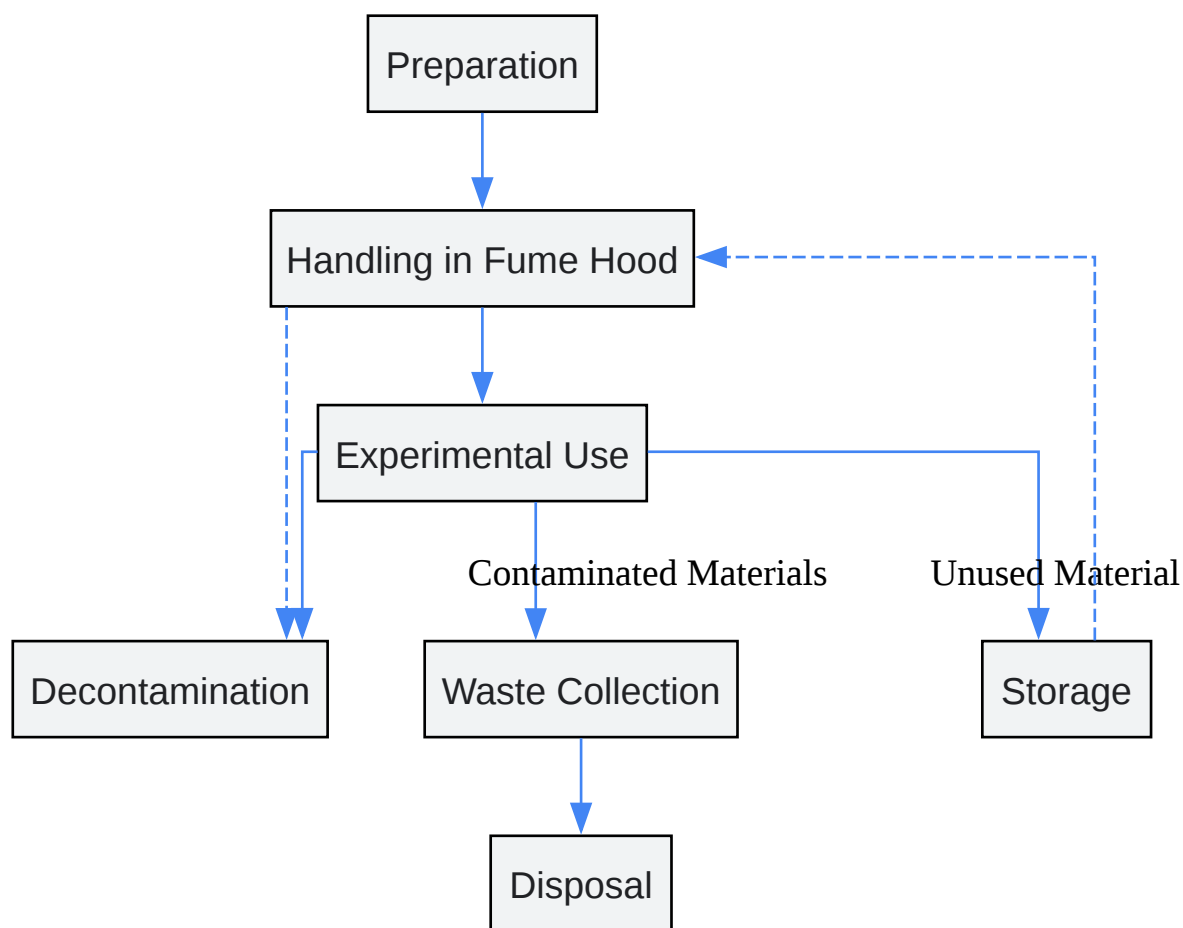 Preparation
Handling in Fume Hood
Experimental Use
Contaminated Materials
Unused Material
Decontamination
Waste Collection
Storage
Disposal